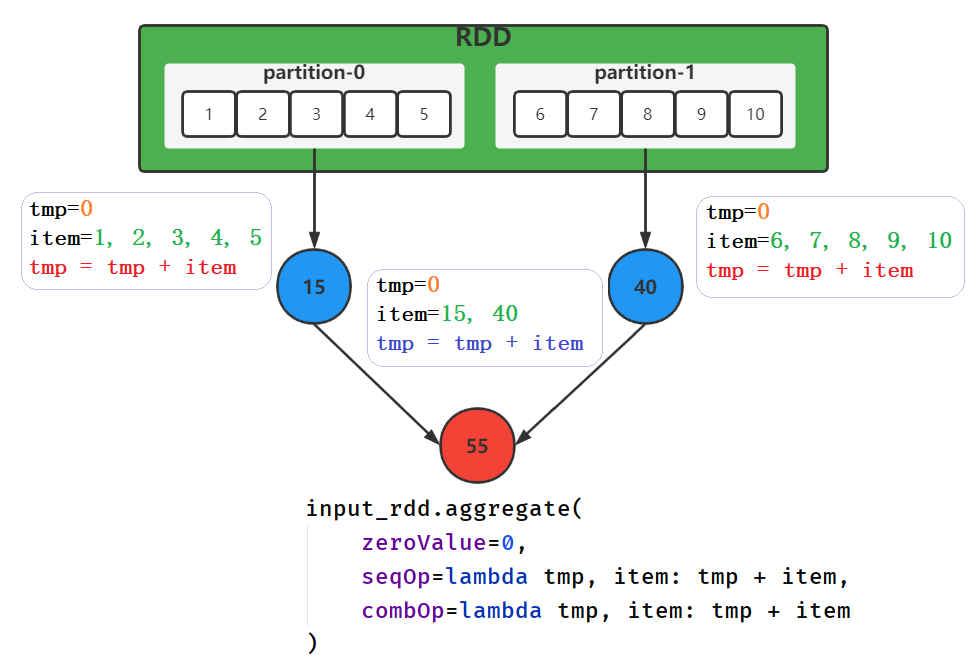 RDD
partition-0
1 2 3 4 5
partition-1
6 7 8 9 10
tmp=0
item=1, 2, 3, 4, 5
tmp = tmp + item
15
tmp=0
item=15, 40
tmp = tmp + item
40
tmp=0
item=6, 7, 8, 9, 10
tmp = tmp + item
55
input_rdd.aggregate(
    zeroValue=0,
    seqOp=lambda tmp, item: tmp + item,
    combOp=lambda tmp, item: tmp + item
)